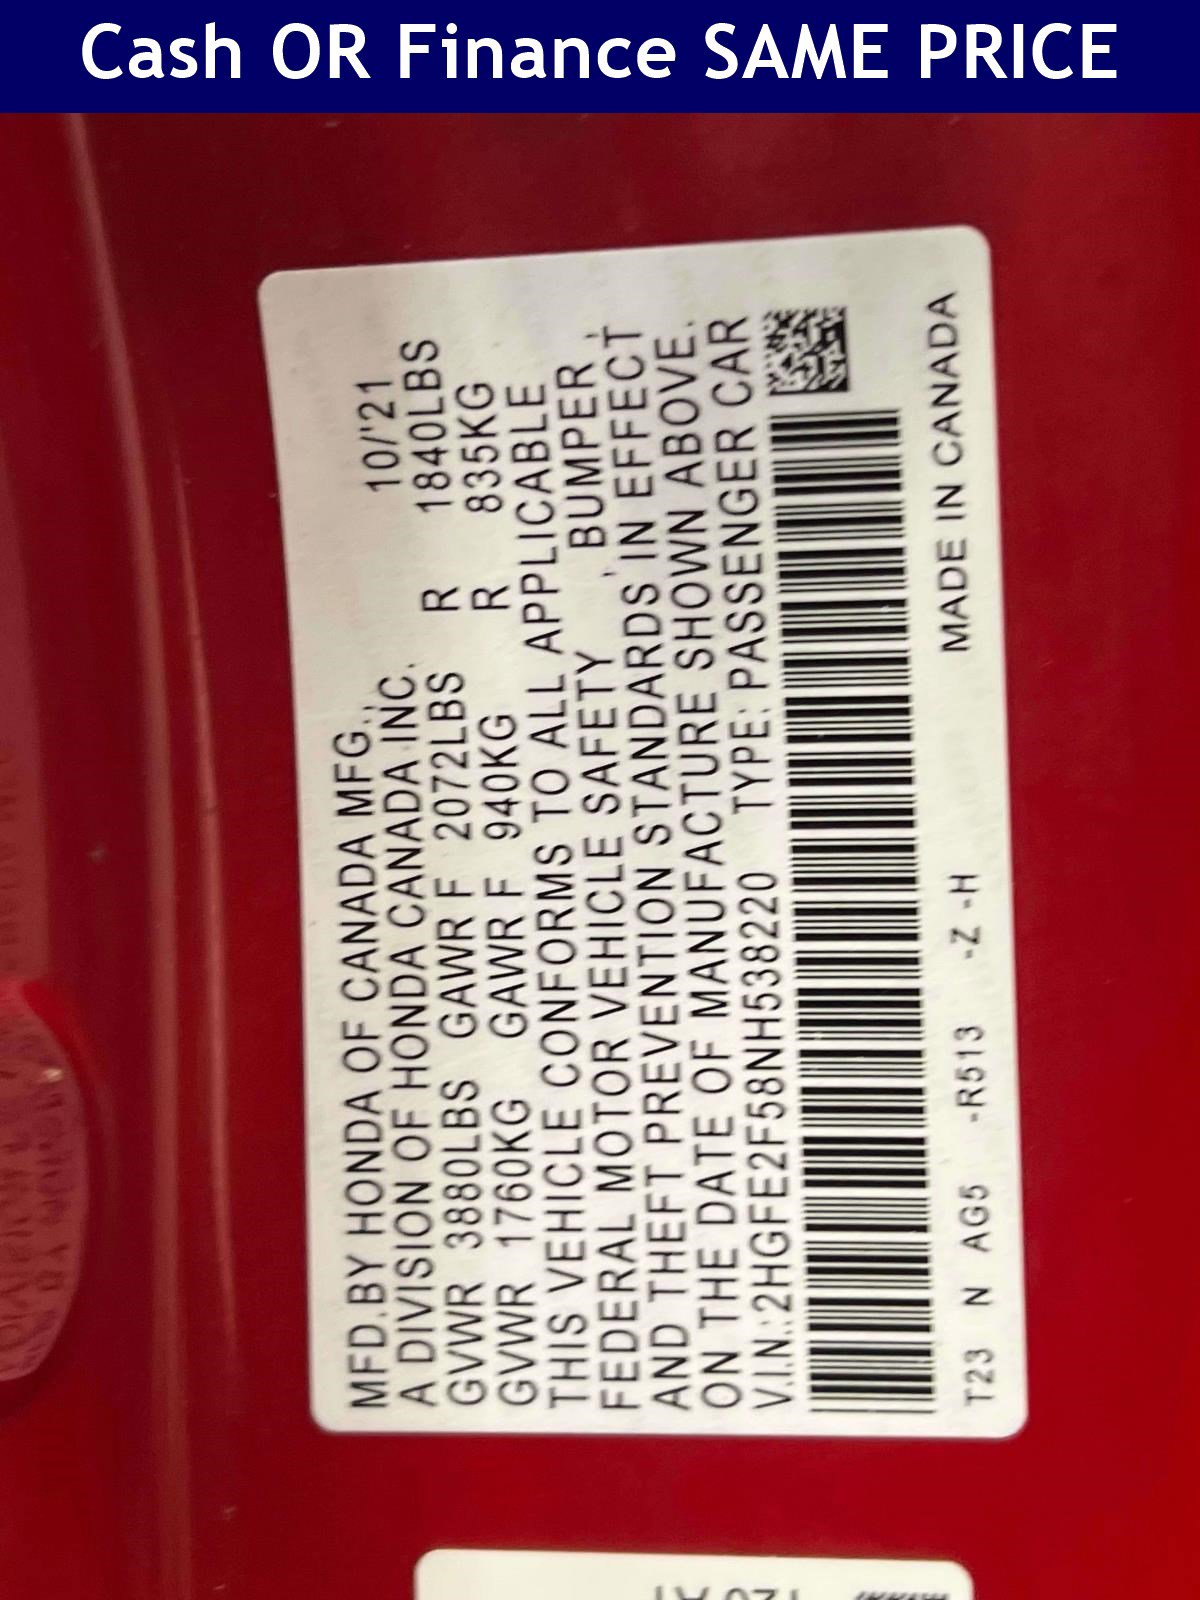 Cash OR Finance SAME PRICE
MFD.BY HONDA OF CANADA MFG., 10/'21
A DIVISION OF HONDA CANADA INC.
GVWR 3880LBS GAWR F 2072LBS R 1840LBS
GVWR 1760KG GAWR F 940KG R 835KG
THIS VEHICLE CONFORMS TO ALL APPLICABLE
FEDERAL MOTOR VEHICLE SAFETY, BUMPER,
AND THEFT PREVENTION STANDARDS IN EFFECT
ON THE DATE OF MANUFACTURE SHOWN ABOVE.
V.I.N.:2HGFE2F58NH538220 TYPE: PASSENGER CAR
MADE IN CANADA
T23 N AG5 -R513 -Z -H